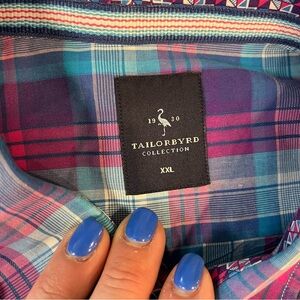 19 30
TAILORBYRD
COLLECTION
XXL